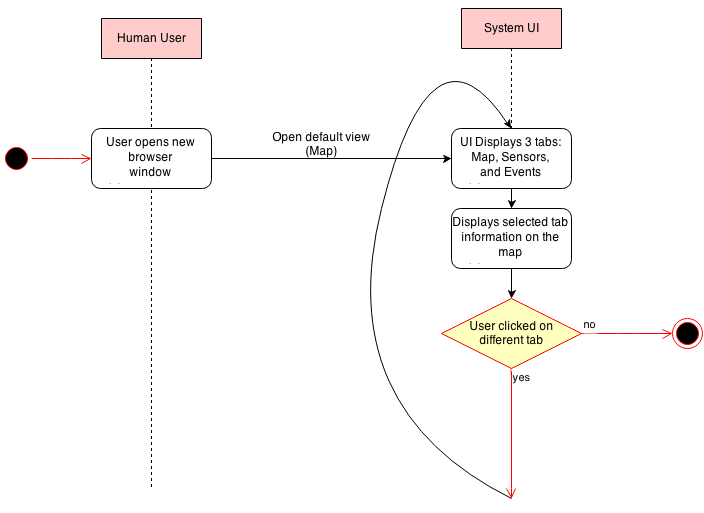 Human User
System UI
User opens new
browser
window
Open default view
(Map)
UI Displays 3 tabs:
Map, Sensors,
and Events
Displays selected tab
information on the
map
User clicked on
different tab
no
yes